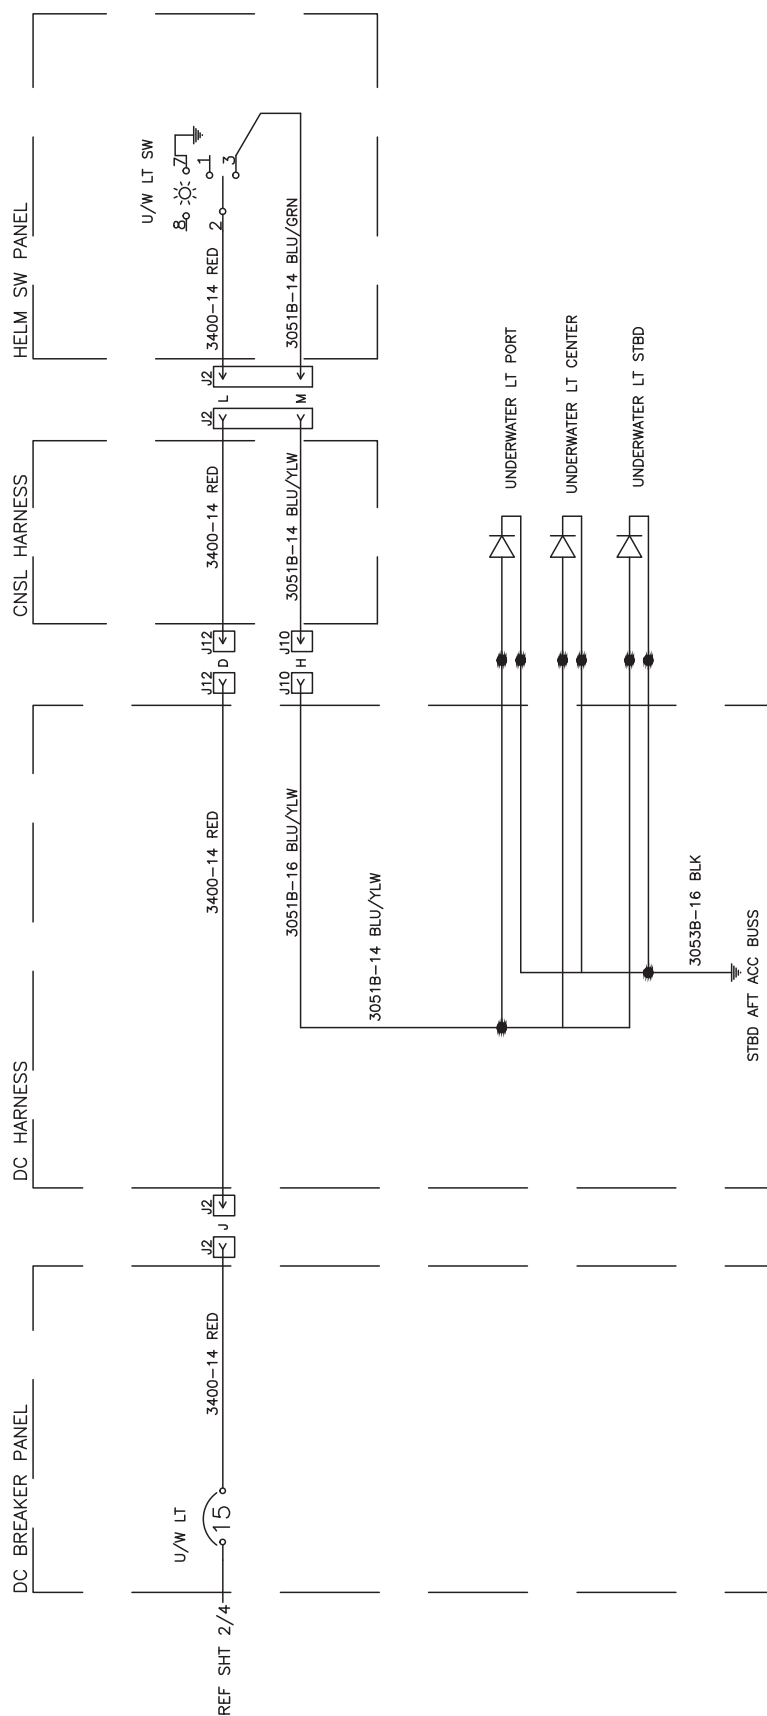 DC BREAKER PANEL
DC HARNESS
CNSL HARNESS
HELM SW PANEL
U/W LT
15
REF SHT 2/4
3400-14 RED
J2
J
J2
3400-14 RED
J12
D
J12
3400-14 RED
J2
L
J2
3400-14 RED
U/W LT SW
8
7
1
2
3
3051B-16 BLU/YLW
J10
H
J10
3051B-14 BLU/YLW
M
3051B-14 BLU/GRN
3051B-14 BLU/YLW
UNDERWATER LT PORT
UNDERWATER LT CENTER
UNDERWATER LT STBD
3053B-16 BLK
STBD AFT ACC BUSS